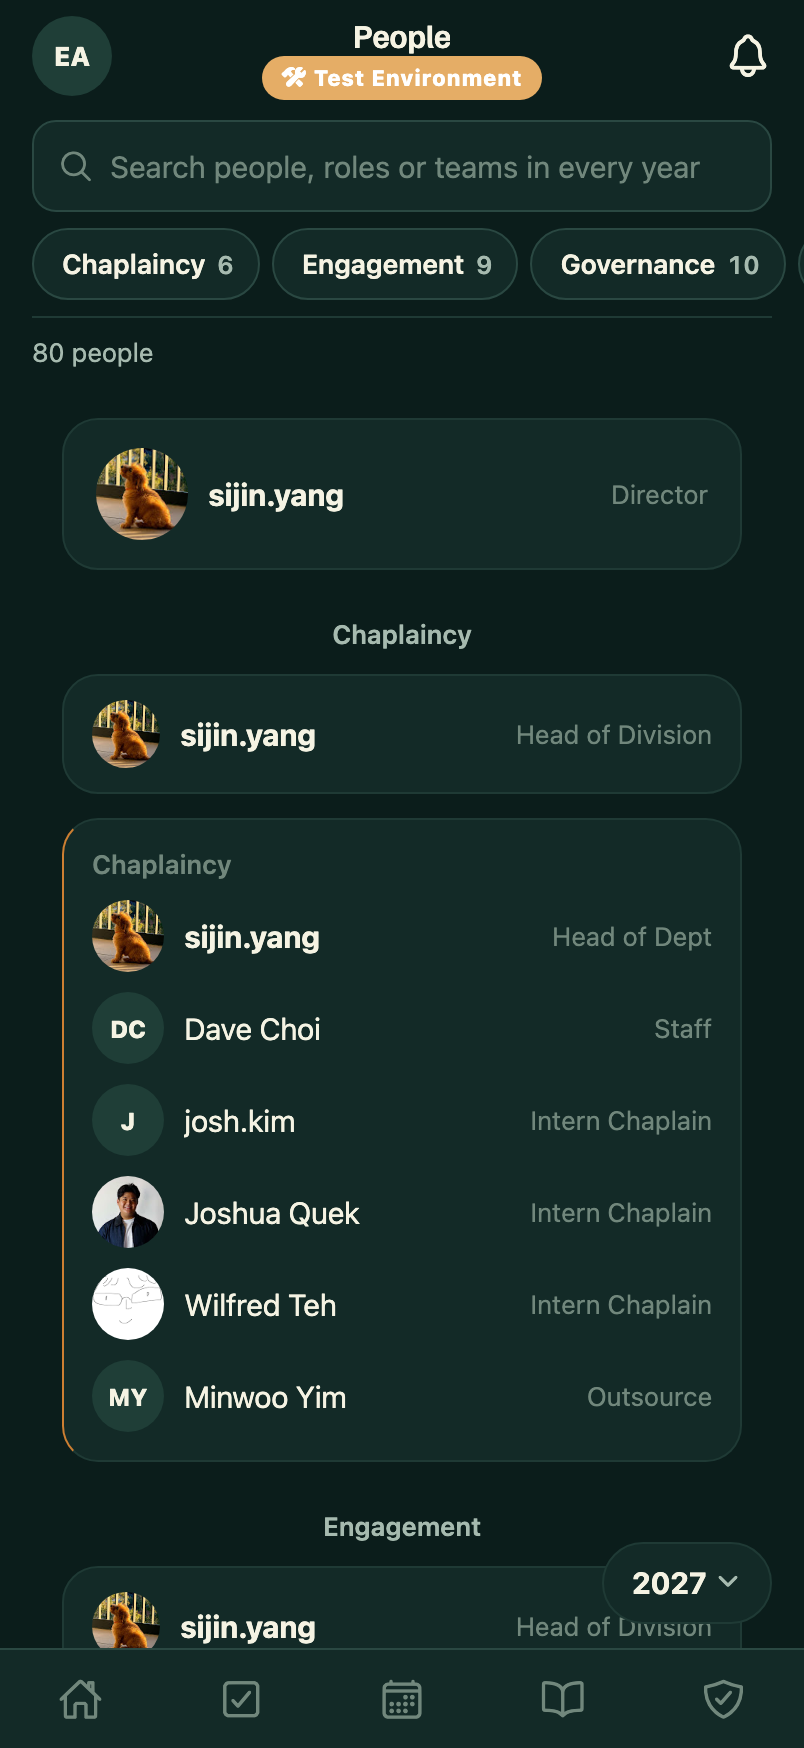 EA
People
🛠 Test Environment
Search people, roles or teams in every year
Chaplaincy 6
Engagement 9
Governance 10
80 people
sijin.yang
Director
Chaplaincy
sijin.yang
Head of Division
Chaplaincy
sijin.yang
Head of Dept
DC
Dave Choi
Staff
J
josh.kim
Intern Chaplain
Joshua Quek
Intern Chaplain
Wilfred Teh
Intern Chaplain
MY
Minwoo Yim
Outsource
Engagement
2027
sijin.yang
Head of Division